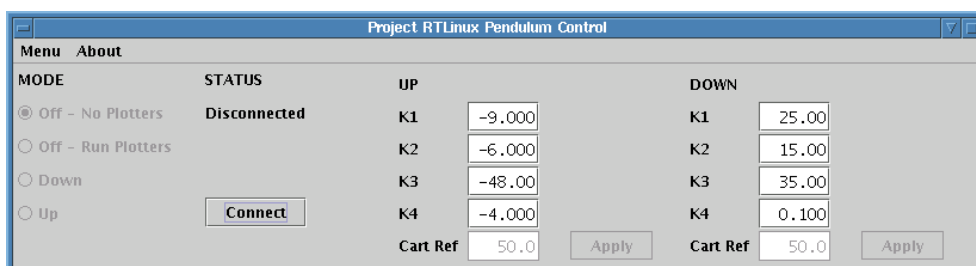 Project RTLinux Pendulum Control
Menu About
MODE STATUS UP DOWN
Off - No Plotters Disconnected K1 -9.000 K1 25.00
Off - Run Plotters K2 -6.000 K2 15.00
Down K3 -48.00 K3 35.00
Up Connect K4 -4.000 K4 0.100
Cart Ref 50.0 Apply Cart Ref 50.0 Apply